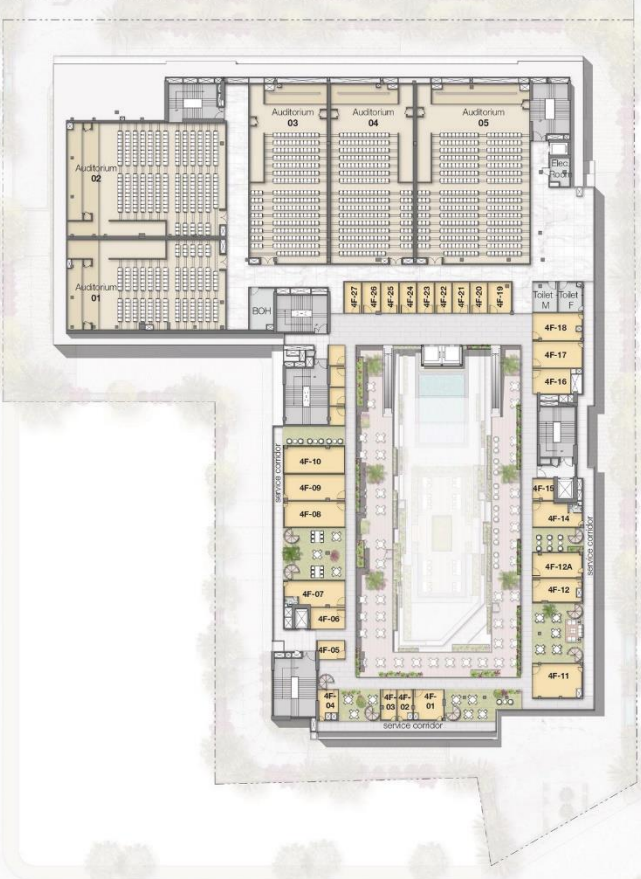 Auditorium
03
Auditorium
04
Auditorium
05
Auditorium
02
Elec.
Room
Auditorium
01
BOH
4F-27
4F-26
4F-25
4F-24
4F-23
4F-22
4F-21
4F-20
4F-19
Toilet
M
Toilet
F
4F-18
4F-17
4F-16
service corridor
4F-10
4F-09
4F-08
4F-15
4F-14
service corridor
4F-12A
4F-12
4F-07
4F-06
4F-05
4F-11
4F-
04
4F-
03
4F-
02
4F-
01
service corridor